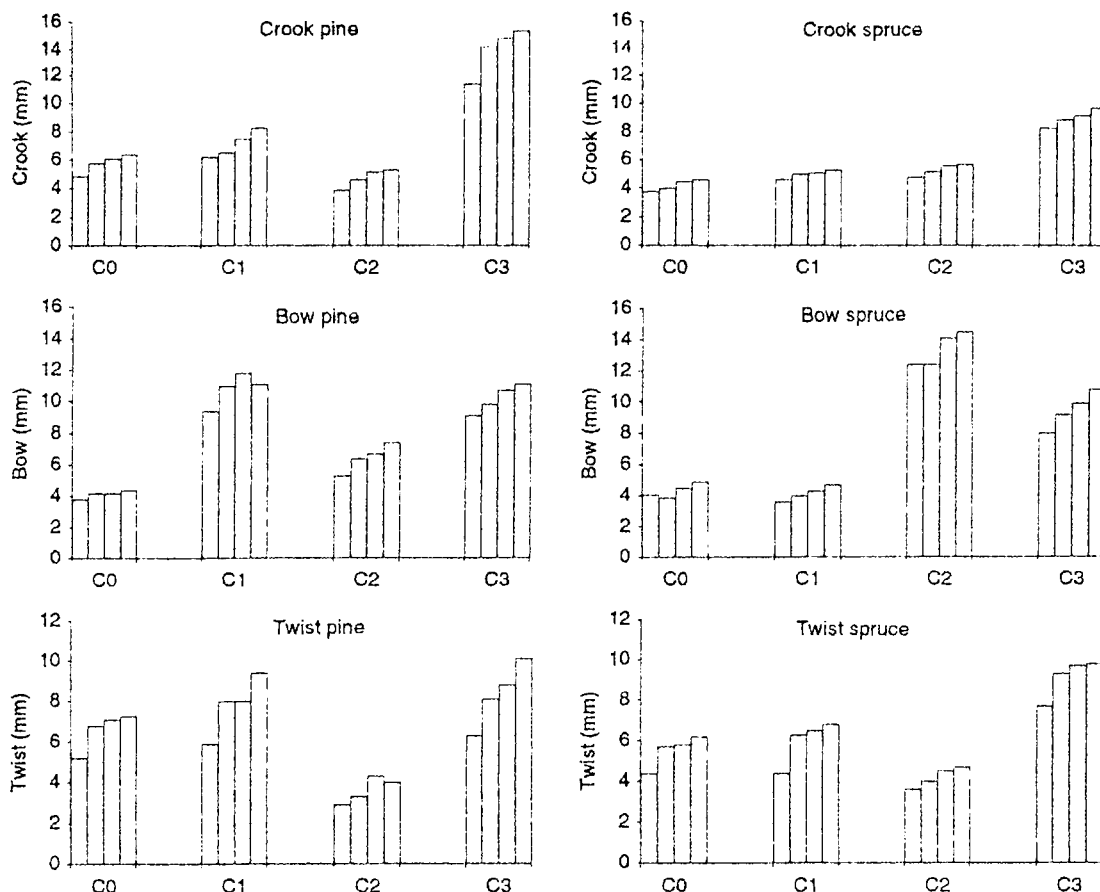 Crook pine
Crook (mm)
16
14
12
10
8
6
4
2
0
C0 C1 C2 C3
Crook spruce
Crook (mm)
16
14
12
10
8
6
4
2
0
C0 C1 C2 C3
Bow pine
Bow (mm)
16
14
12
10
8
6
4
2
0
C0 C1 C2 C3
Bow spruce
Bow (mm)
16
14
12
10
8
6
4
2
0
C0 C1 C2 C3
Twist pine
Twist (mm)
12
10
8
6
4
2
0
C0 C1 C2 C3
Twist spruce
Twist (mm)
12
10
8
6
4
2
0
C0 C1 C2 C3